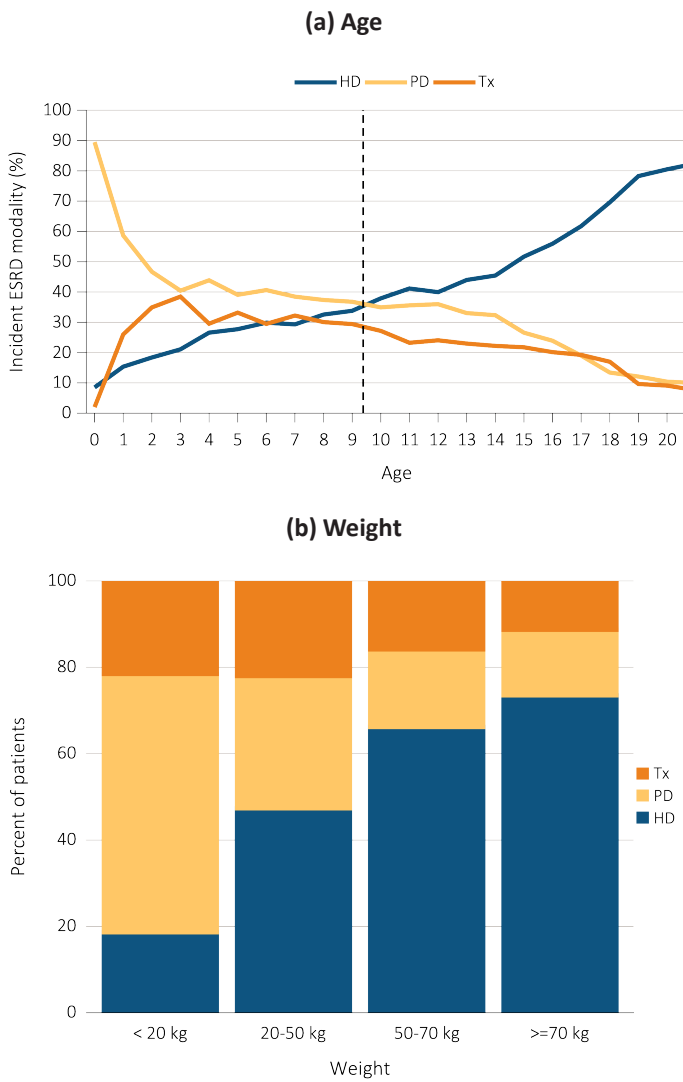 (a) Age
HD PD Tx
Incident ESRD modality (%)
100
90
80
70
60
50
40
30
20
10
0
0 1 2 3 4 5 6 7 8 9 10 11 12 13 14 15 16 17 18 19 20
Age
(b) Weight
Percent of patients
100
80
60
40
20
0
Tx
PD
HD
< 20 kg 20-50 kg 50-70 kg >=70 kg
Weight